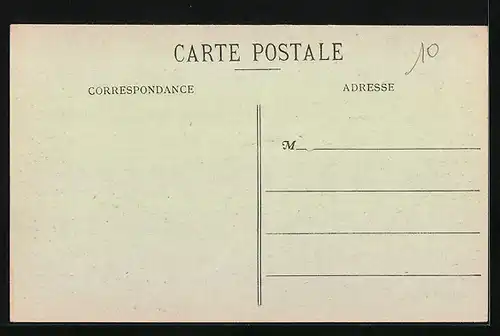 CARTE POSTALE
10
CORRESPONDANCE
ADRESSE
M